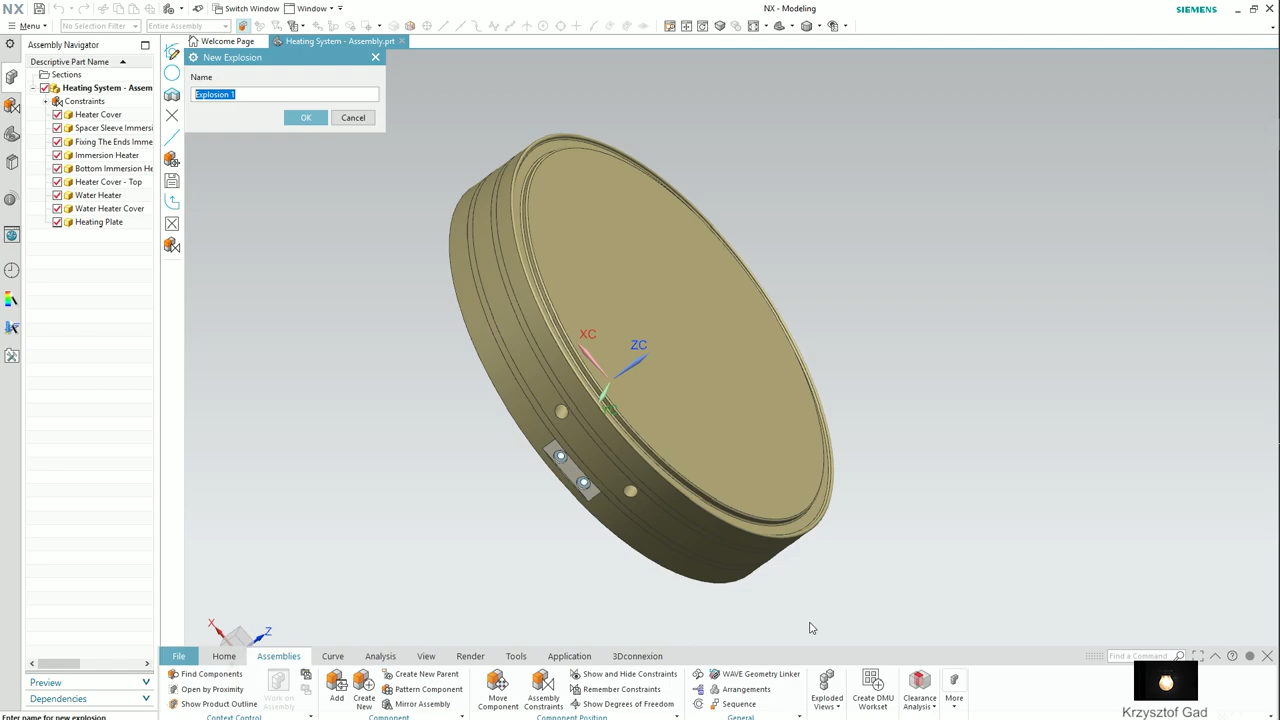 NX
Switch Window
Window
NX - Modeling
SIEMENS
Menu
No Selection Filter
Entire Assembly
Assembly Navigator
Welcome Page
Heating System - Assembly.prt
Descriptive Part Name
New Explosion
Sections
Name
Heating System - Assem
Explosion 1
Constraints
Heater Cover
OK
Cancel
Spacer Sleeve Immersi
Fixing The Ends Imme
Immersion Heater
Bottom Immersion He
Heater Cover - Top
Water Heater
Water Heater Cover
Heating Plate
XC
ZC
X
Z
File
Home
Assemblies
Curve
Analysis
View
Render
Tools
Application
3Dconnexion
Find a Command
Find Components
Open by Proximity
Show Product Outline
Work on
Assembly
Add
Create
New
Create New Parent
Pattern Component
Mirror Assembly
Move
Component
Assembly
Constraints
Show and Hide Constraints
Remember Constraints
Show Degrees of Freedom
WAVE Geometry Linker
Arrangements
Sequence
Exploded
Views
Create DMU
Workset
Clearance
Analysis
More
Preview
Dependencies
Context Control
Component
Component Position
General
Enter name for new explosion
Krzysztof Gad